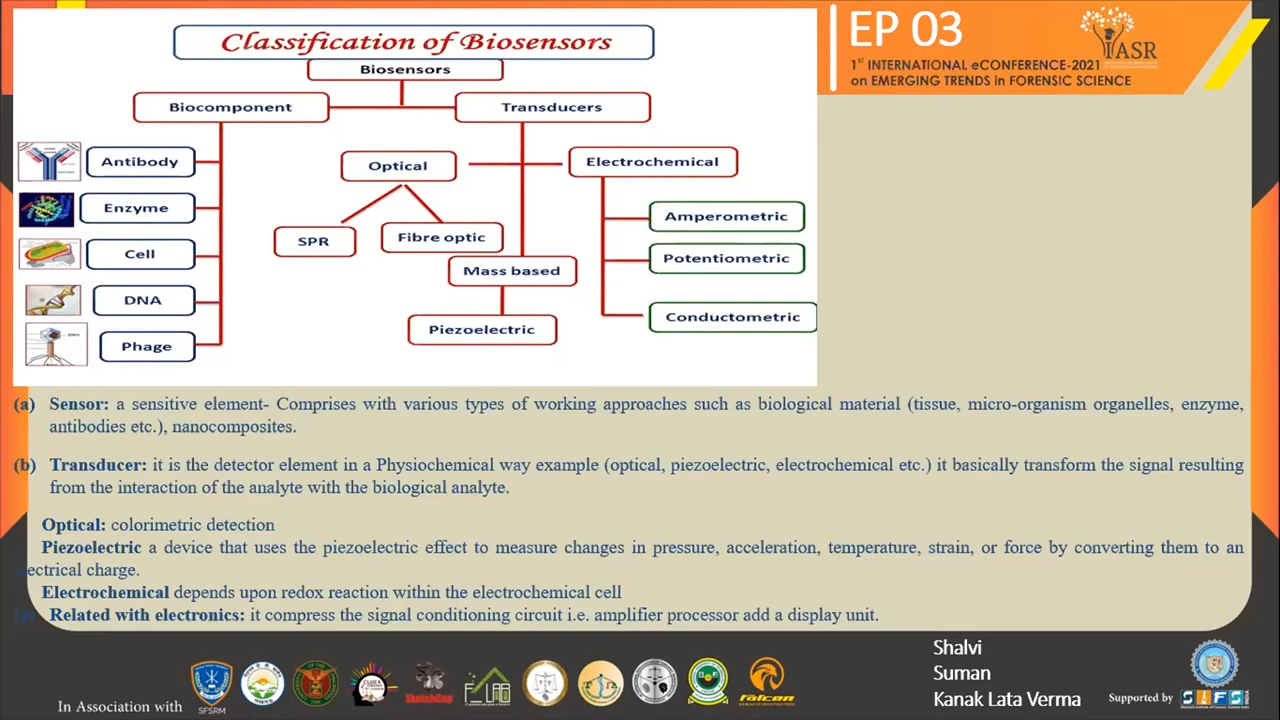 Classification of Biosensors
Biosensors
Biocomponent
Transducers
Antibody
Enzyme
Cell
DNA
Phage
DNA
Optical
Electrochemical
SPR
Fibre optic
Mass based
Piezoelectric
Amperometric
Potentiometric
Conductometric
EP 03
IASR
1ST INTERNATIONAL eCONFERENCE-2021
on EMERGING TRENDS in FORENSIC SCIENCE
(a) Sensor: a sensitive element- Comprises with various types of working approaches such as biological material (tissue, micro-organism organelles, enzyme,
antibodies etc.), nanocomposites.
(b) Transducer: it is the detector element in a Physiochemical way example (optical, piezoelectric, electrochemical etc.) it basically transform the signal resulting
from the interaction of the analyte with the biological analyte.
Optical: colorimetric detection
Piezoelectric a device that uses the piezoelectric effect to measure changes in pressure, acceleration, temperature, strain, or force by converting them to an
ectrical charge.
Electrochemical depends upon redox reaction within the electrochemical cell
Related with electronics: it compress the signal conditioning circuit i.e. amplifier processor add a display unit.
Shalvi
Suman
Kanak Lata Verma
In Association with
SFSRM
SketchCop
falcon
Supported by
SIFS